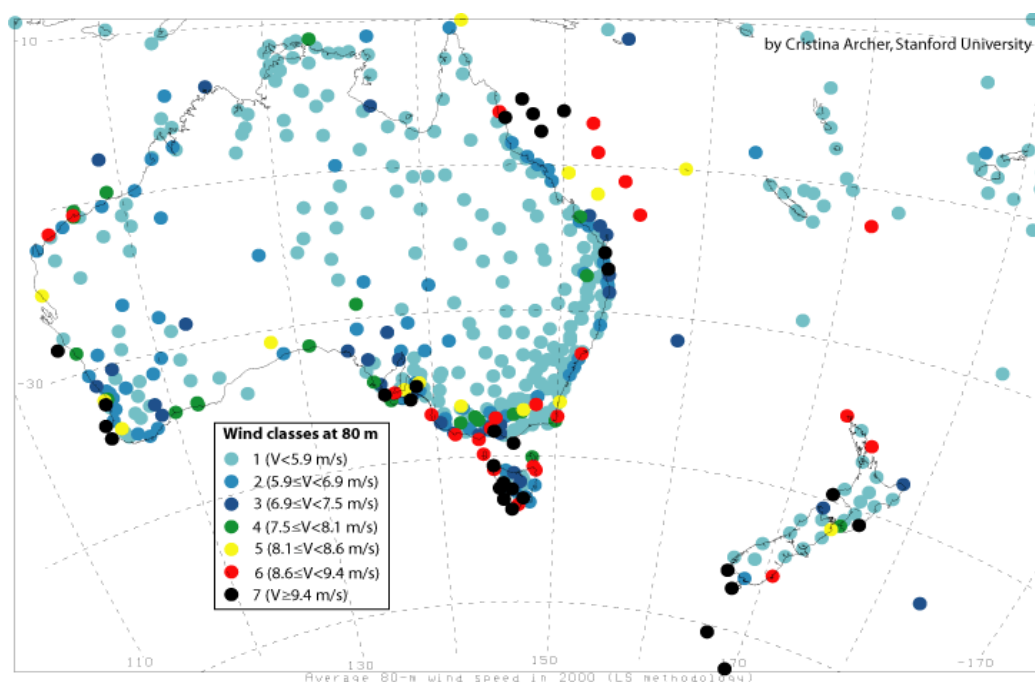 -10
by Cristina Archer, Stanford University
-30
Wind classes at 80 m
1 (V<5.9 m/s)
2 (5.9≤V<6.9 m/s)
3 (6.9≤V<7.5 m/s)
4 (7.5≤V<8.1 m/s)
5 (8.1≤V<8.6 m/s)
6 (8.6≤V<9.4 m/s)
7 (V≥9.4 m/s)
110 130 150 170 -170
Average 80-m wind speed in 2000 (LS methodology)